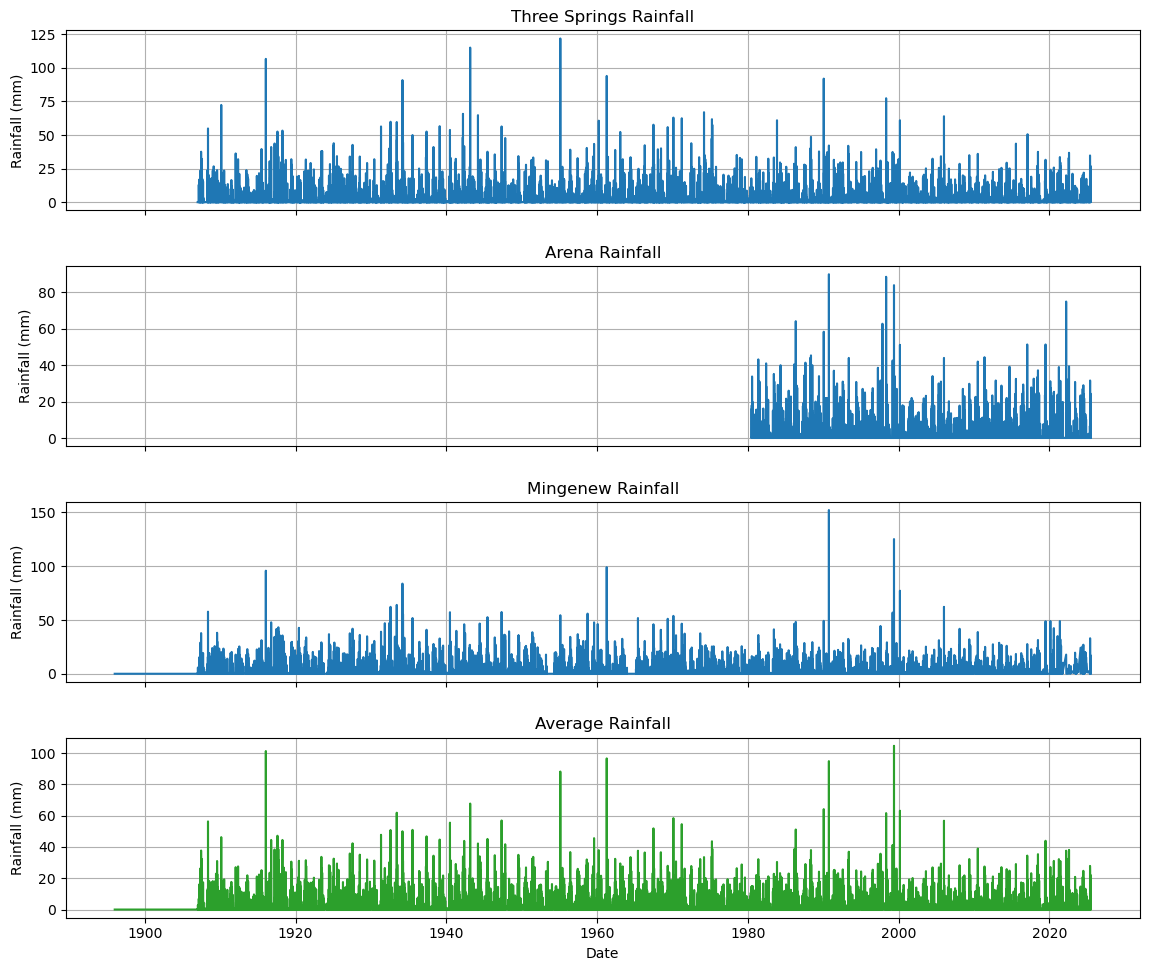 Three Springs Rainfall
Rainfall (mm)
125
100
75
50
25
0
Arena Rainfall
Rainfall (mm)
80
60
40
20
0
Mingenew Rainfall
Rainfall (mm)
150
100
50
0
Average Rainfall
Rainfall (mm)
100
80
60
40
20
0
1900 1920 1940 1960 1980 2000 2020
Date